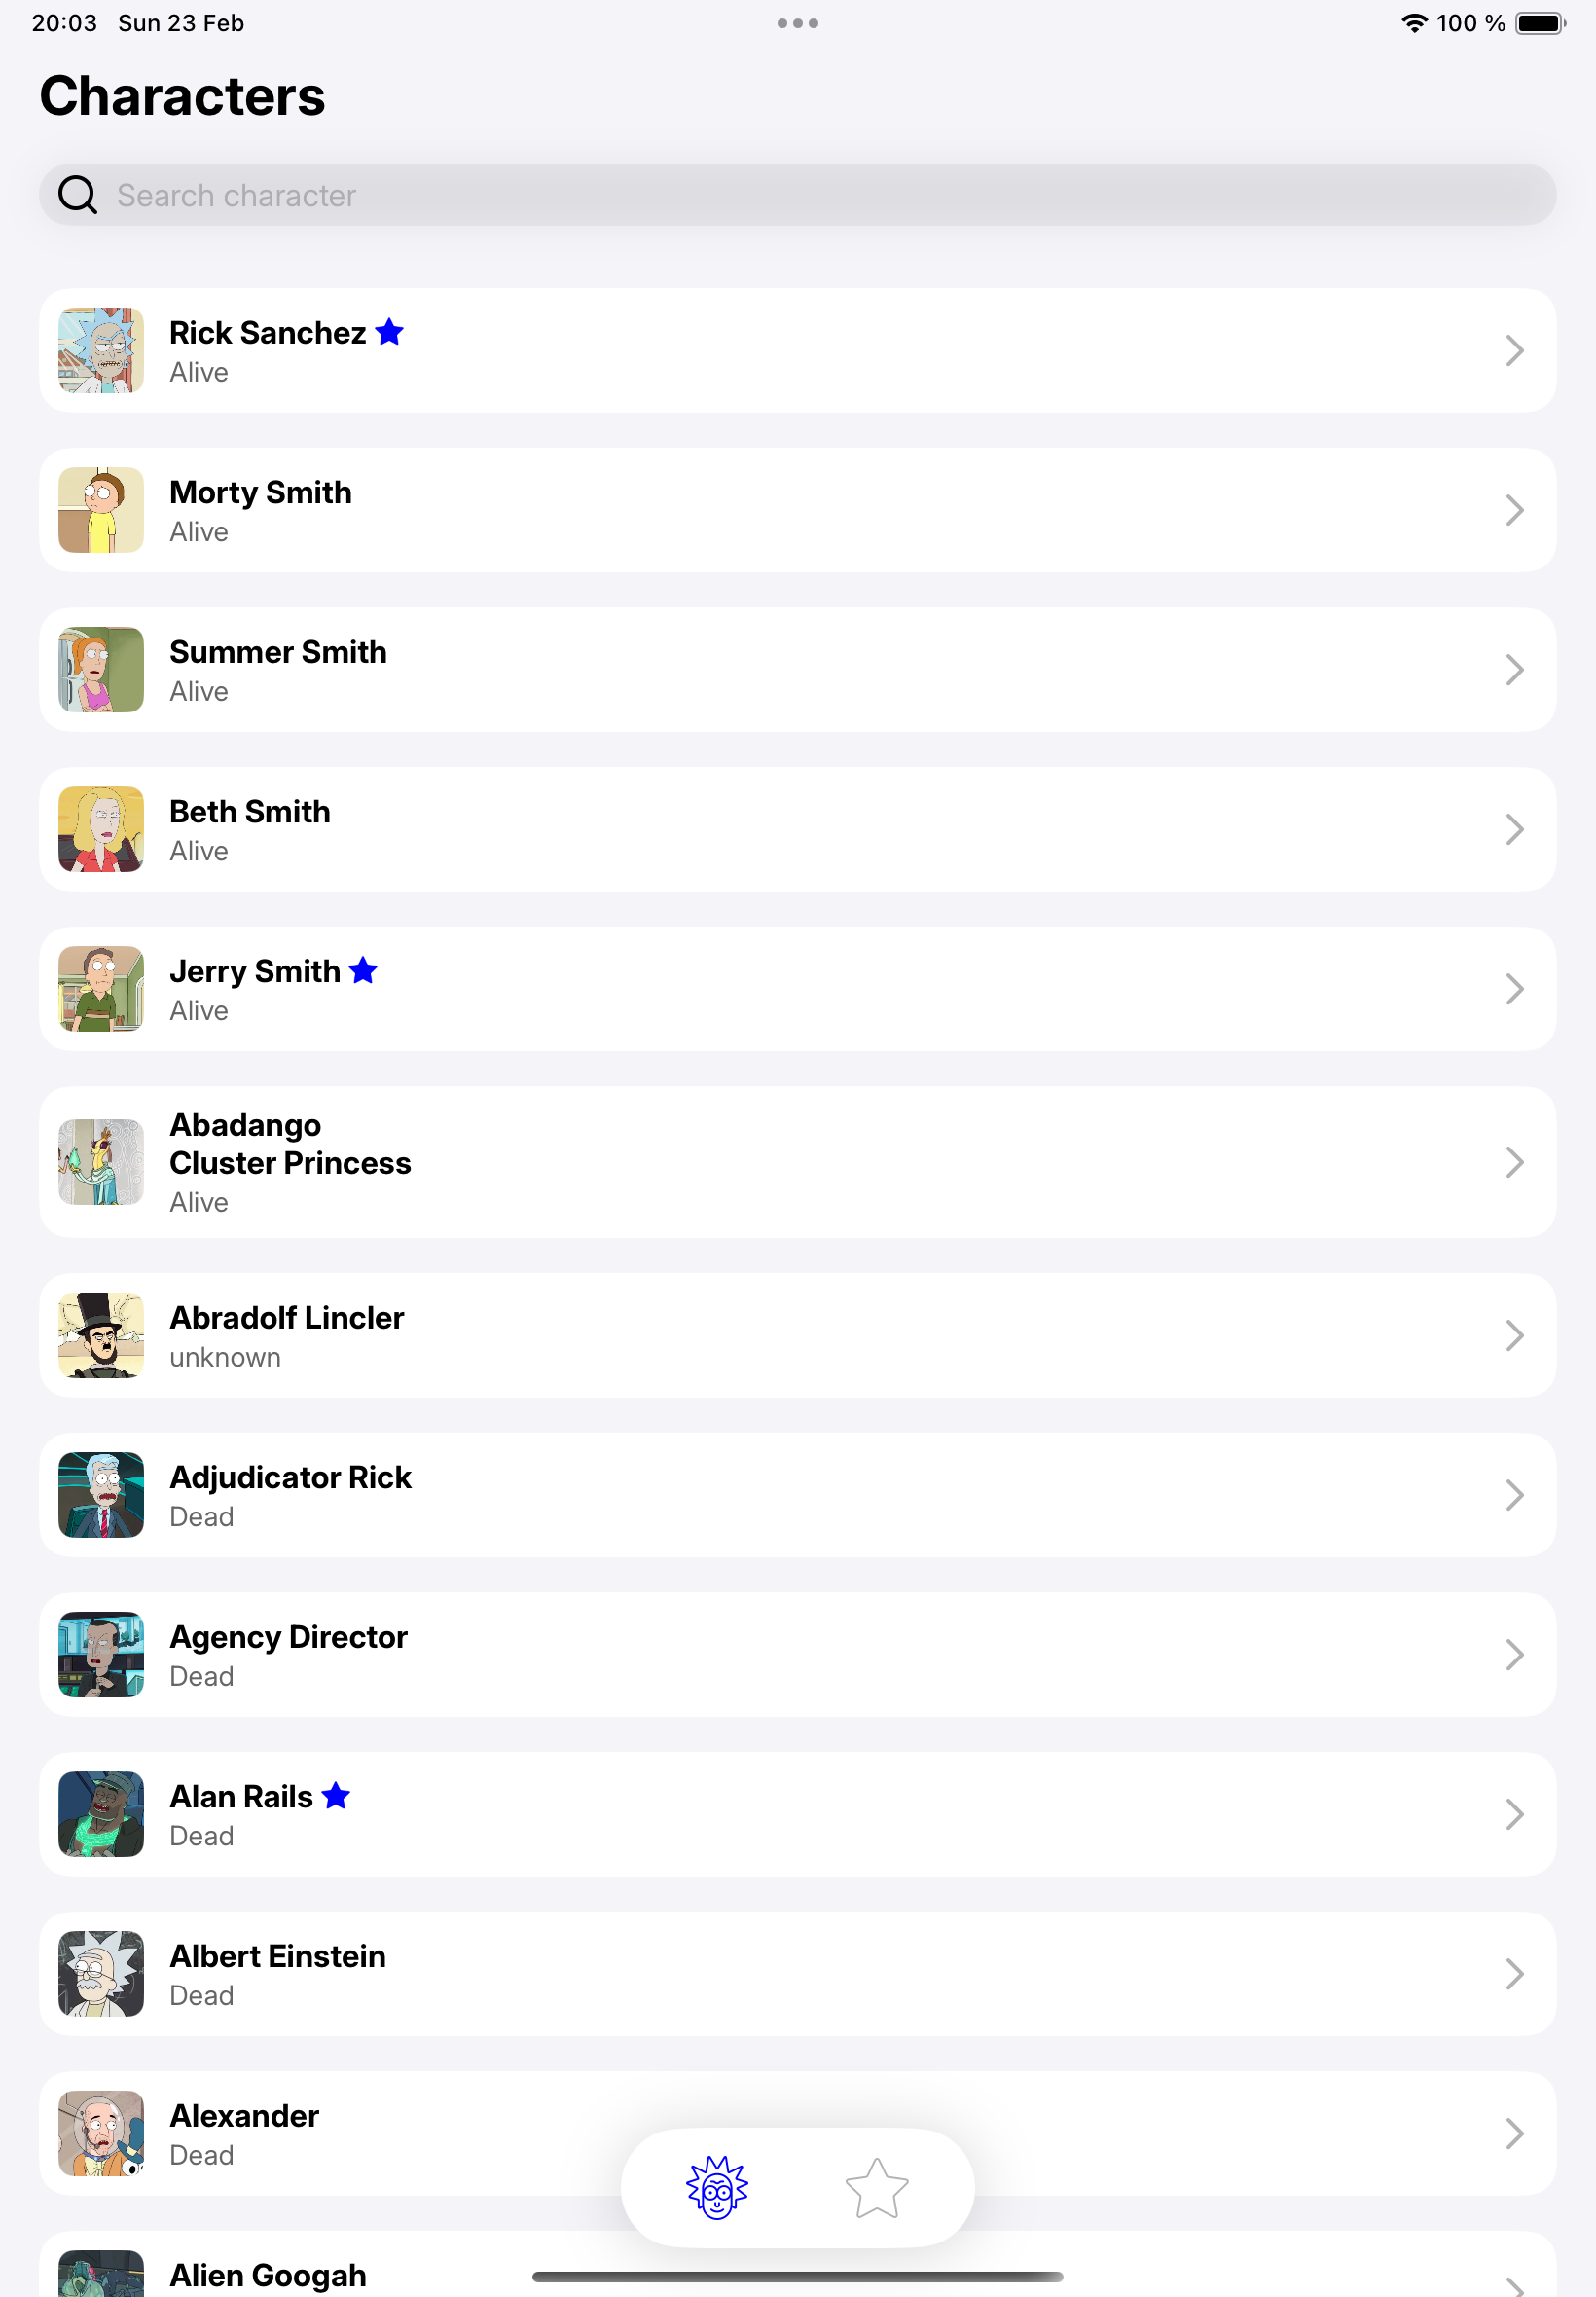 20:03 Sun 23 Feb
100 %
Characters
Search character
Rick Sanchez
Alive
Morty Smith
Alive
Summer Smith
Alive
Beth Smith
Alive
Jerry Smith
Alive
Abadango
Cluster Princess
Alive
Abradolf Lincler
unknown
Adjudicator Rick
Dead
Agency Director
Dead
Alan Rails
Dead
Albert Einstein
Dead
Alexander
Dead
Alien Googah